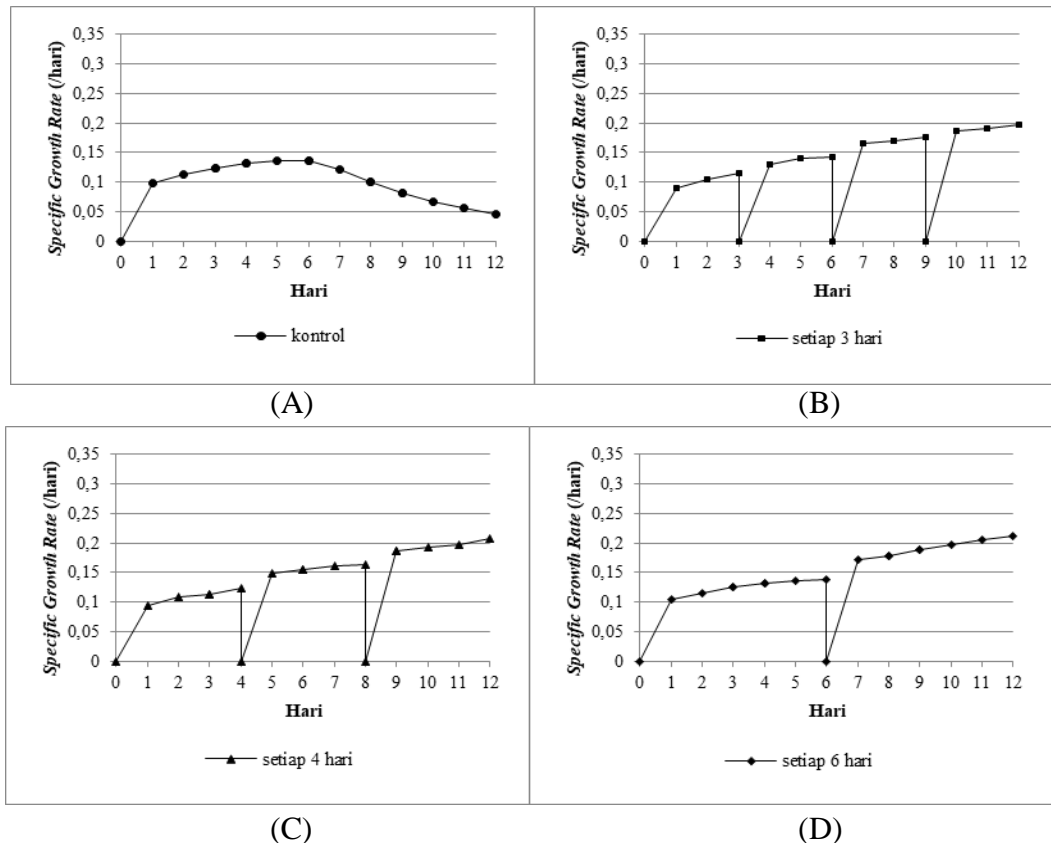 0,35
0,3
0,25
0,2
0,15
0,1
0,05
0
Specific Growth Rate (/hari)
0 1 2 3 4 5 6 7 8 9 10 11 12
Hari
kontrol
(A)
0,35
0,3
0,25
0,2
0,15
0,1
0,05
0
Specific Growth Rate (/hari)
0 1 2 3 4 5 6 7 8 9 10 11 12
Hari
setiap 3 hari
(B)
0,35
0,3
0,25
0,2
0,15
0,1
0,05
0
Specific Growth Rate (/hari)
0 1 2 3 4 5 6 7 8 9 10 11 12
Hari
setiap 4 hari
(C)
0,35
0,3
0,25
0,2
0,15
0,1
0,05
0
Specific Growth Rate (/hari)
0 1 2 3 4 5 6 7 8 9 10 11 12
Hari
setiap 6 hari
(D)